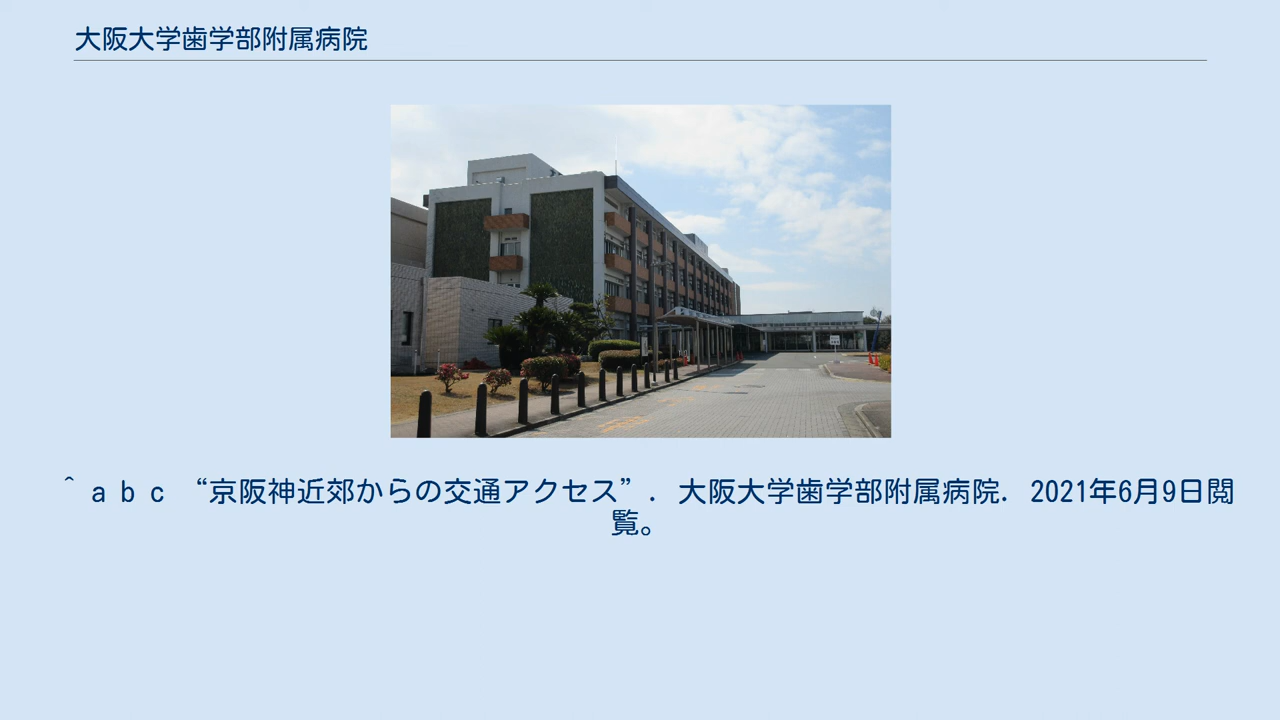 大阪大学歯学部附属病院
^ a b c “京阪神近郊からの交通アクセス”. 大阪大学歯学部附属病院. 2021年6月9日閲
覧。